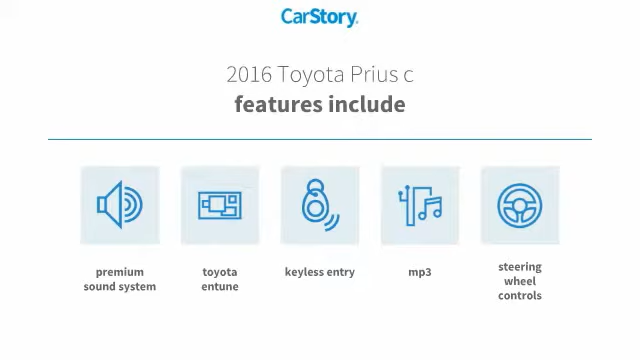 CarStory.
2016 Toyota Prius c
features include
premium
sound system
toyota
entune
keyless entry
mp3
steering
wheel
controls